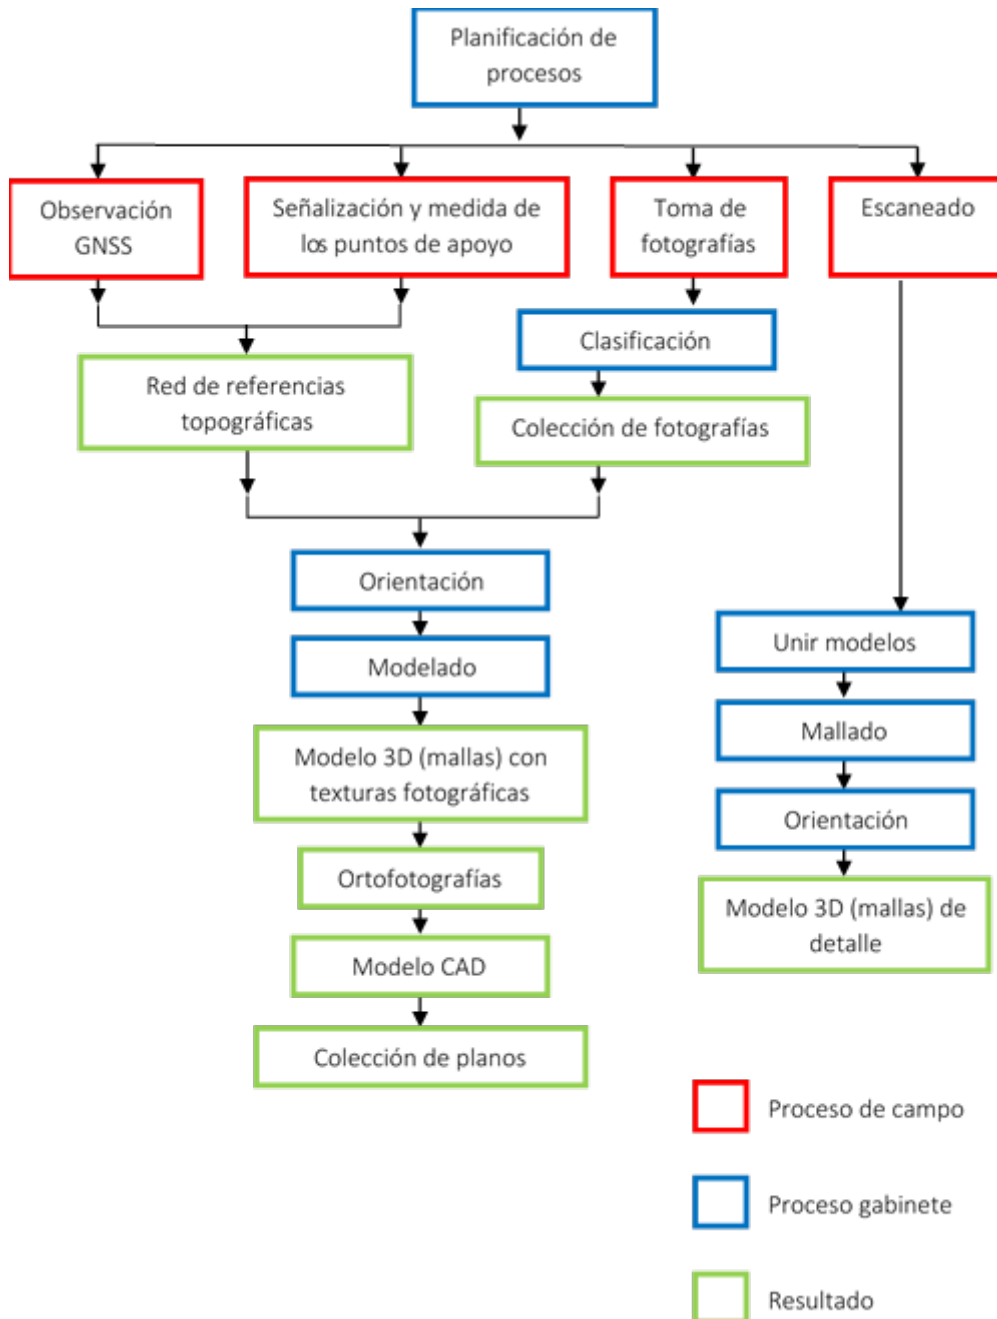 Planificación de
procesos
Observación
GNSS
Señalización y medida de
los puntos de apoyo
Toma de
fotografías
Escaneado
Clasificación
Red de referencias
topográficas
Colección de fotografías
Orientación
Modelado
Unir modelos
Modelo 3D (mallas) con
texturas fotográficas
Mallado
Orientación
Ortofotografías
Modelo 3D (mallas) de
detalle
Modelo CAD
Colección de planos
Proceso de campo
Proceso gabinete
Resultado